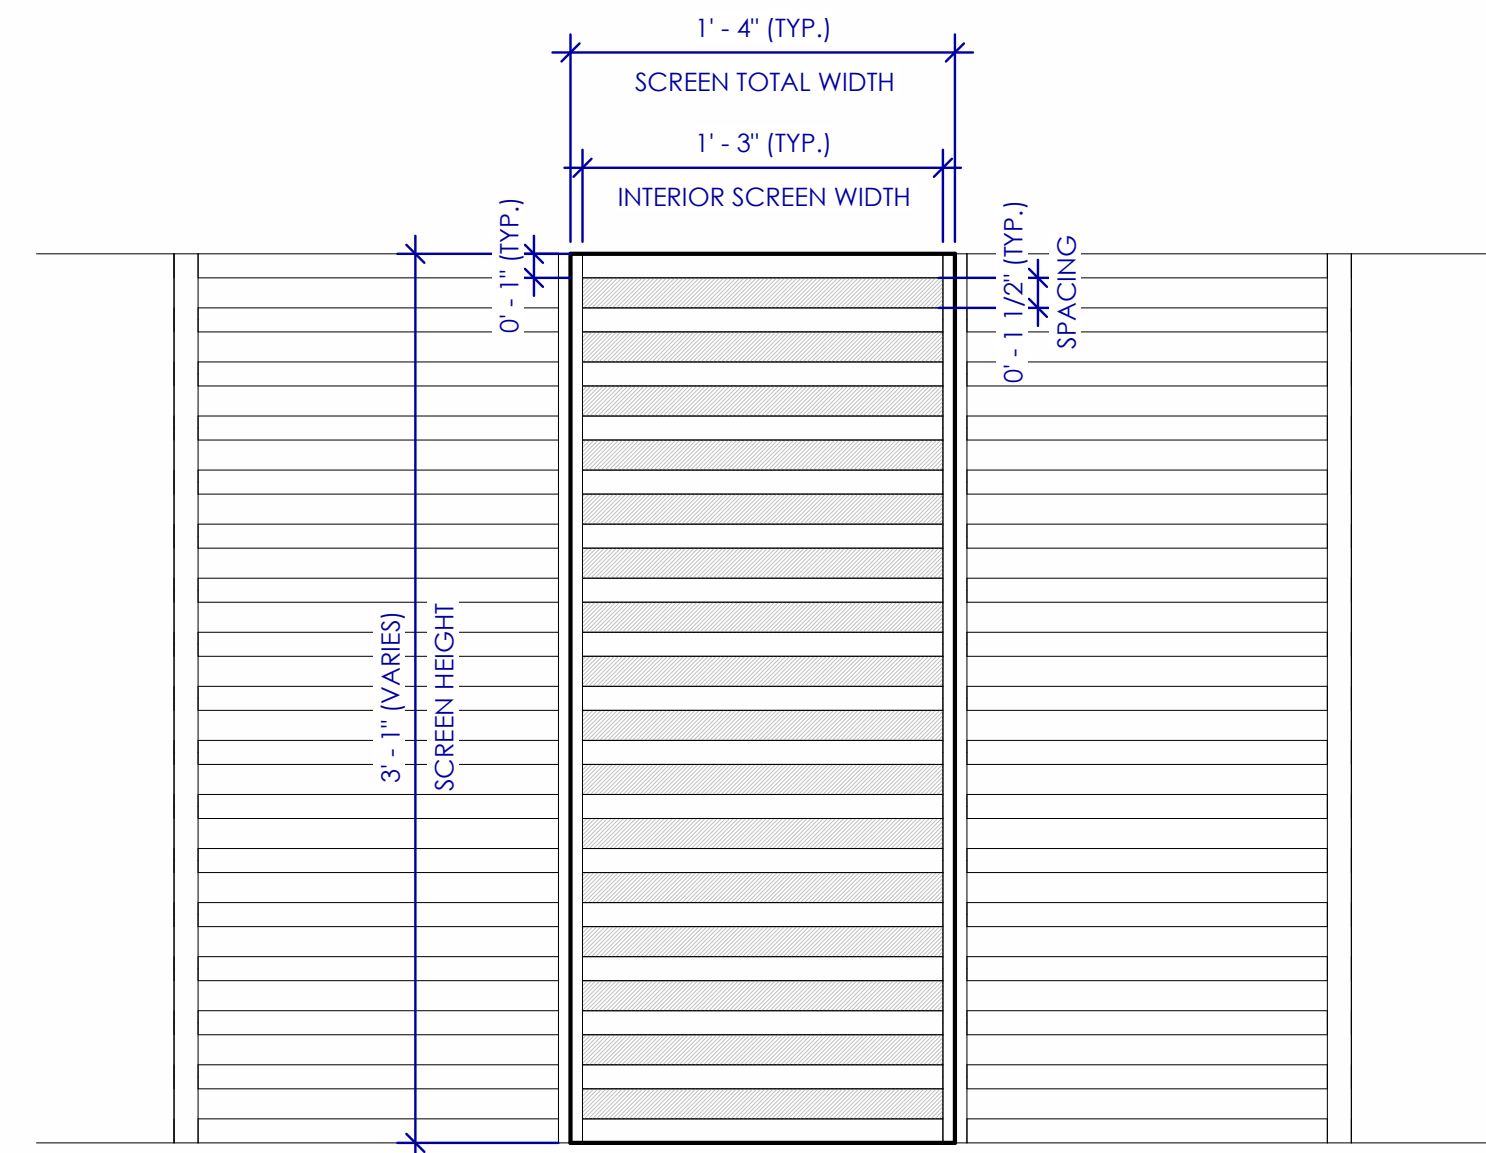 1' - 4" (TYP.)
SCREEN TOTAL WIDTH
1' - 3" (TYP.)
INTERIOR SCREEN WIDTH
0' - 1" (TYP.)
0' - 1 1/2" (TYP.)
SPACING
3' - 1" (VARIES)
SCREEN HEIGHT